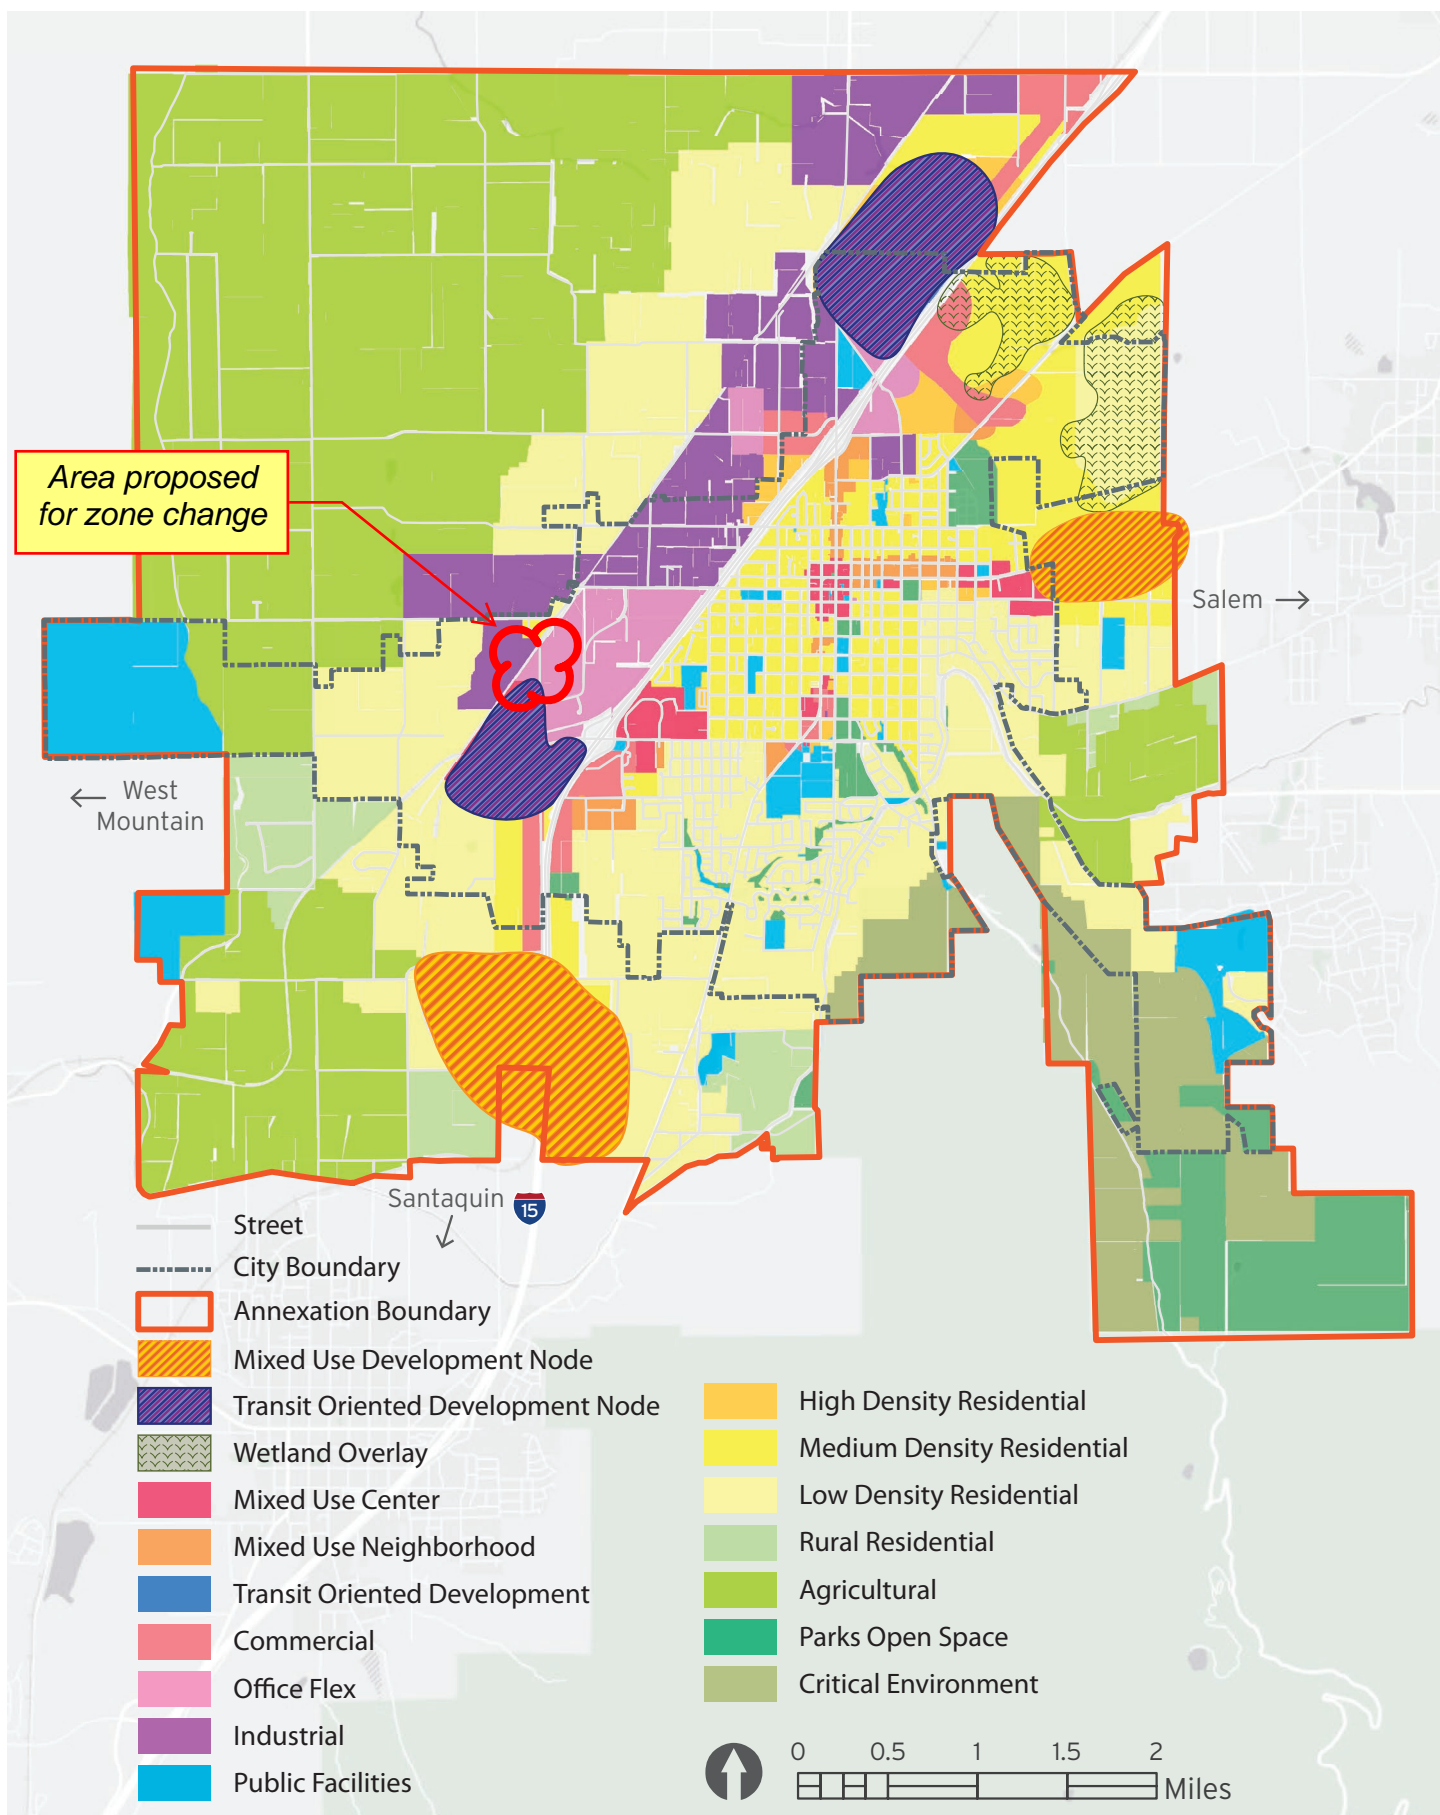 Area proposed
for zone change
Salem →
← West
Mountain
Santaquin
15
Street
City Boundary
Annexation Boundary
Mixed Use Development Node
Transit Oriented Development Node
Wetland Overlay
Mixed Use Center
Mixed Use Neighborhood
Transit Oriented Development
Commercial
Office Flex
Industrial
Public Facilities
High Density Residential
Medium Density Residential
Low Density Residential
Rural Residential
Agricultural
Parks Open Space
Critical Environment
0 0.5 1 1.5 2
Miles